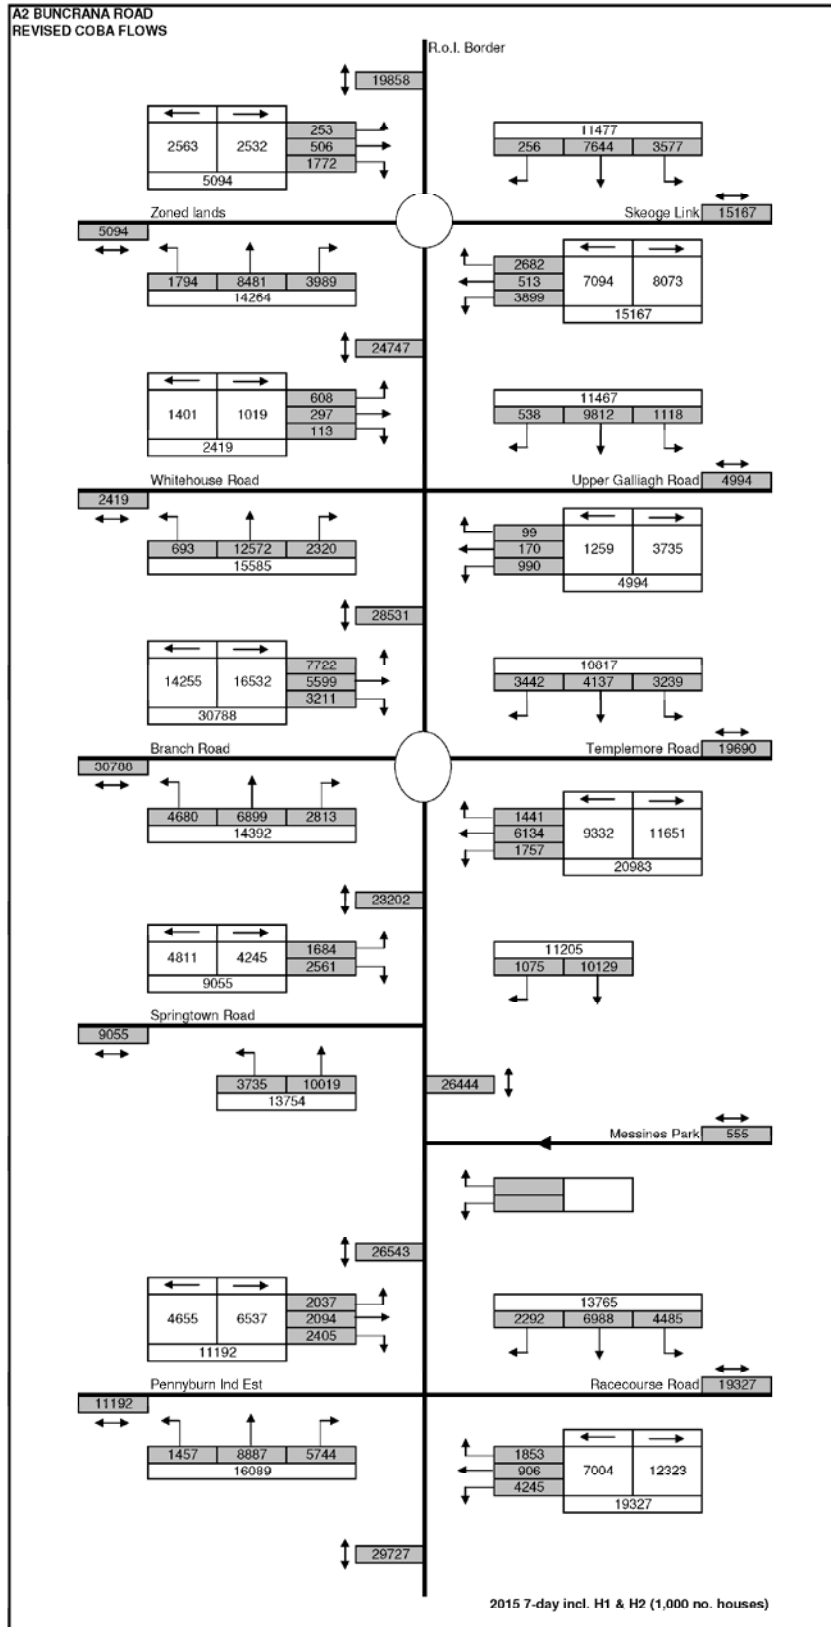 A2 BUNCRANA ROAD
REVISED COBA FLOWS
R.o.I. Border
19858
253
2563 2532 506
1772
5094
11477
256 7644 3577
Zoned lands
Skeoge Link 15167
5094
1794 8481 3989
14264
2682
513 7094 8073
3899
15167
24747
608
1401 1019 297
113
2419
11467
538 9812 1118
Whitehouse Road
Upper Galliagh Road 4994
2419
693 12572 2320
15585
99
170 1259 3735
990
4994
28531
7722
14255 16532 5599
3211
30788
10817
3442 4137 3239
Branch Road
Templemore Road 19690
30788
4680 6899 2813
14392
1441
6134 9332 11651
1757
20983
23202
1684
4811 4245
2561
9055
11205
1075 10129
Springtown Road
9055
3735 10019
13754
26444
Messines Park 555
26543
2037
4655 6537 2094
2405
11192
13765
2292 6988 4485
Pennyburn Ind Est
Racecourse Road 19327
11192
1457 8887 5744
16089
1853
906 7004 12323
4245
19327
29727
2015 7-day incl. H1 & H2 (1,000 no. houses)